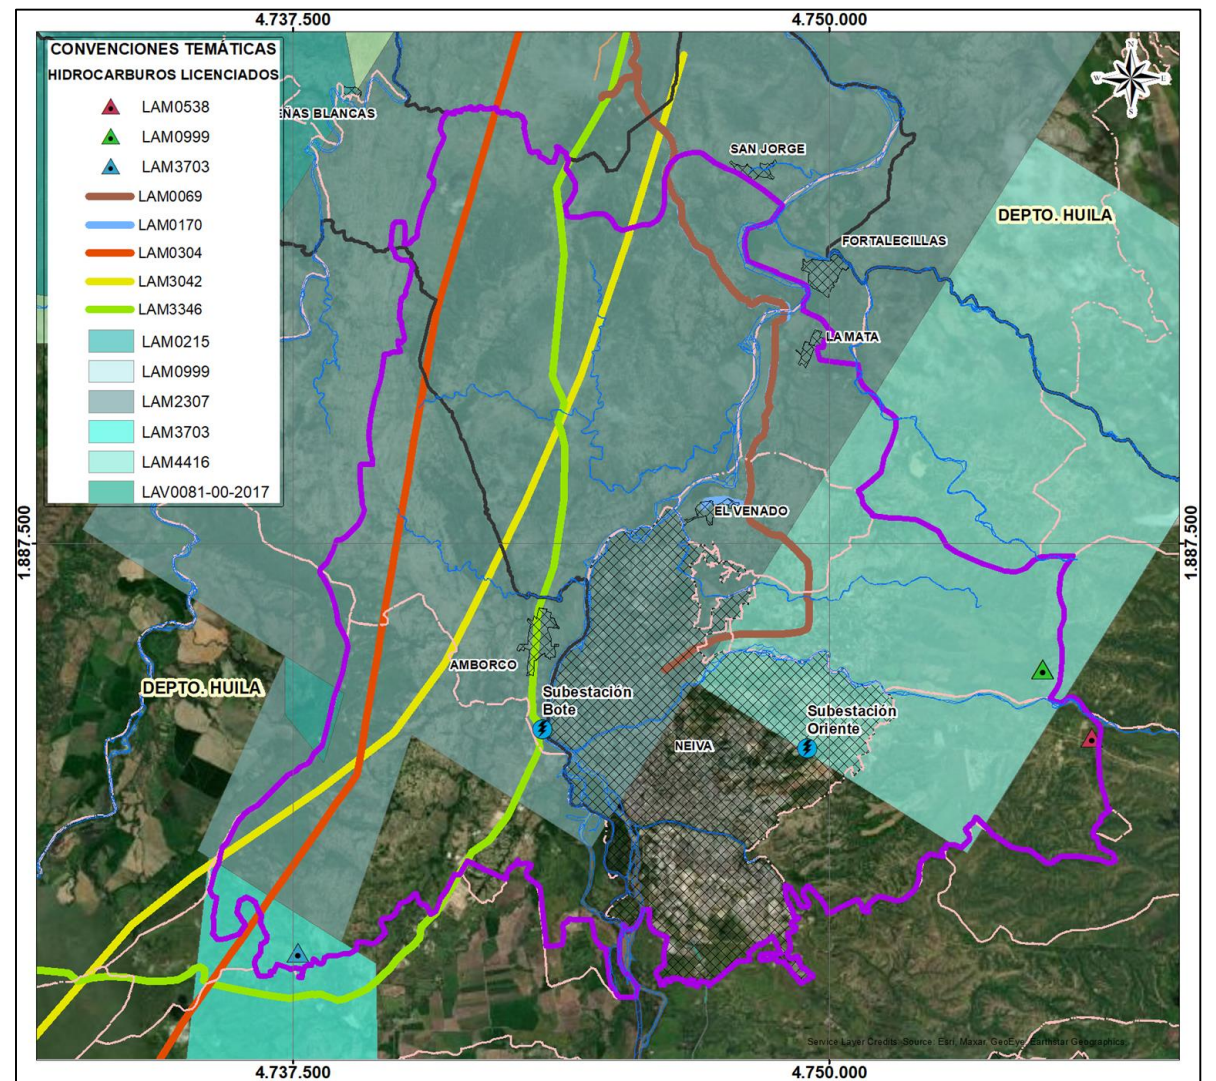 4.737.500
4.750.000
CONVENCIONES TEMÁTICAS
HIDROCARBUROS LICENCIADOS
LAM0538
LAM0999
LAM3703
LAM0069
LAM0170
LAM0304
LAM3042
LAM3346
LAM0215
LAM0999
LAM2307
LAM3703
LAM4416
LAV0081-00-2017
N
W
E
S
EÑAS BLANCAS
SAN JORGE
DEPTO. HUILA
FORTALECILLAS
LA MATA
EL VENADO
1.887.500
1.887.500
AMBORCO
DEPTO. HUILA
Subestación
Bote
Subestación
Oriente
NEIVA
Service Layer Credits: Source: Esri, Maxar, GeoEye, Earthstar Geographics,
4.737.500
4.750.000